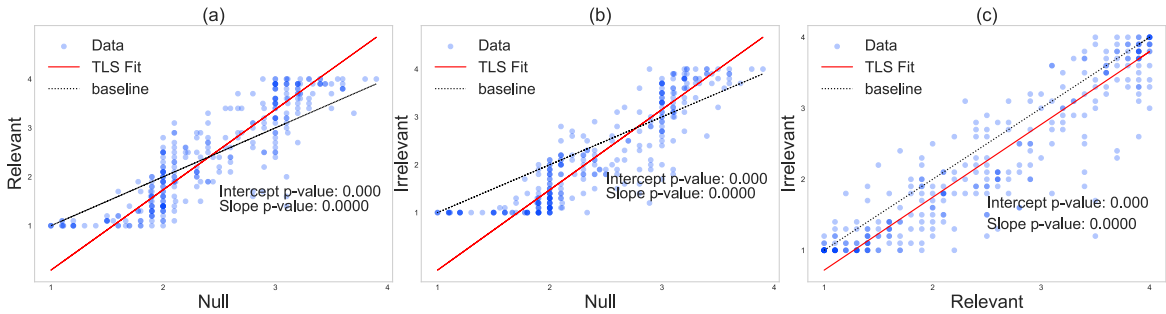 (a)
Data
TLS Fit
baseline
Intercept p-value: 0.000
Slope p-value: 0.0000
Relevant
4
3
2
1
1
2
3
4
Null
(b)
Data
TLS Fit
baseline
Intercept p-value: 0.000
Slope p-value: 0.0000
Irrelevant
4
3
2
1
1
2
3
4
Null
(c)
Data
TLS Fit
baseline
Intercept p-value: 0.000
Slope p-value: 0.0000
Irrelevant
4
3
2
1
1
2
3
4
Relevant